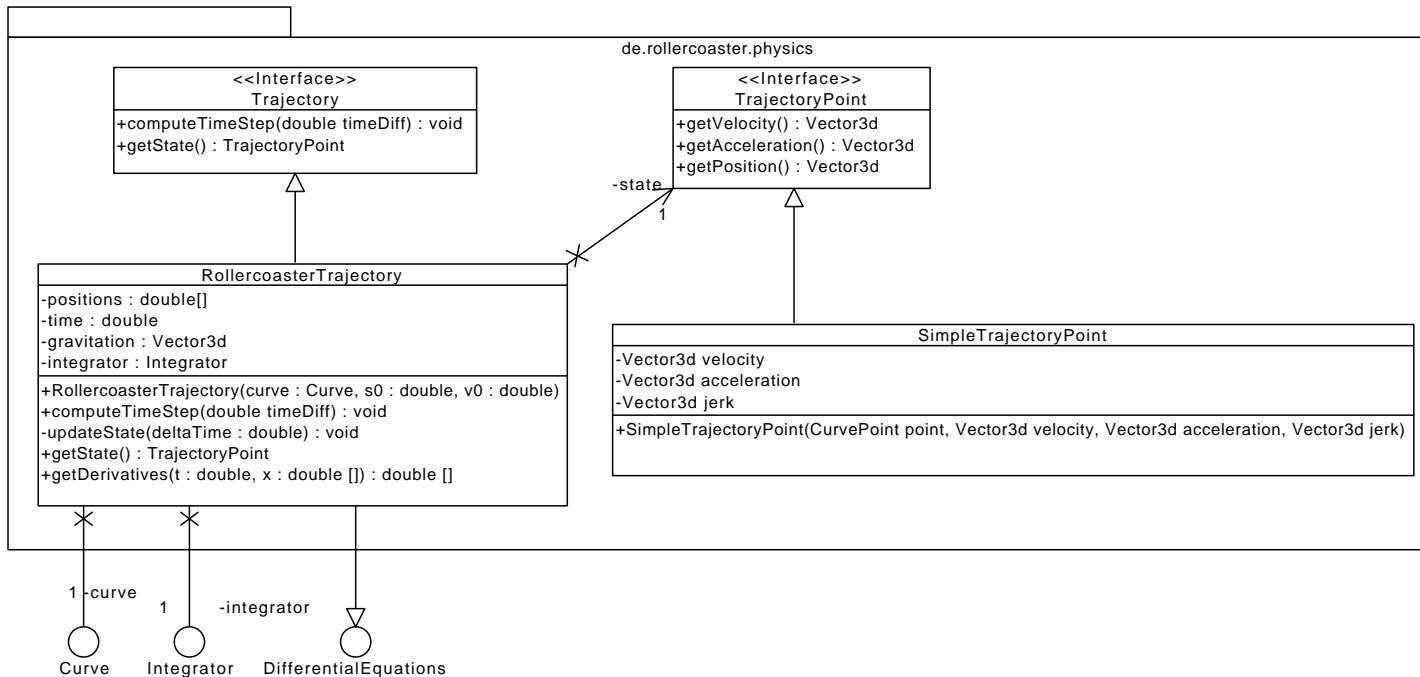 de.rollercoaster.physics
<<Interface>>
Trajectory
+computeTimeStep(double timeDiff) : void
+getState() : TrajectoryPoint
<<Interface>>
TrajectoryPoint
+getVelocity() : Vector3d
+getAcceleration() : Vector3d
+getPosition() : Vector3d
-state
1
RollercoasterTrajectory
-positions : double[]
-time : double
-gravitation : Vector3d
-integrator : Integrator
+RollercoasterTrajectory(curve : Curve, s0 : double, v0 : double)
+computeTimeStep(double timeDiff) : void
-updateState(deltaTime : double) : void
+getState() : TrajectoryPoint
+getDerivatives(t : double, x : double []) : double []
SimpleTrajectoryPoint
-Vector3d velocity
-Vector3d acceleration
-Vector3d jerk
+SimpleTrajectoryPoint(CurvePoint point, Vector3d velocity, Vector3d acceleration, Vector3d jerk)
1 -curve
1 -integrator
Curve
Integrator
DifferentialEquations